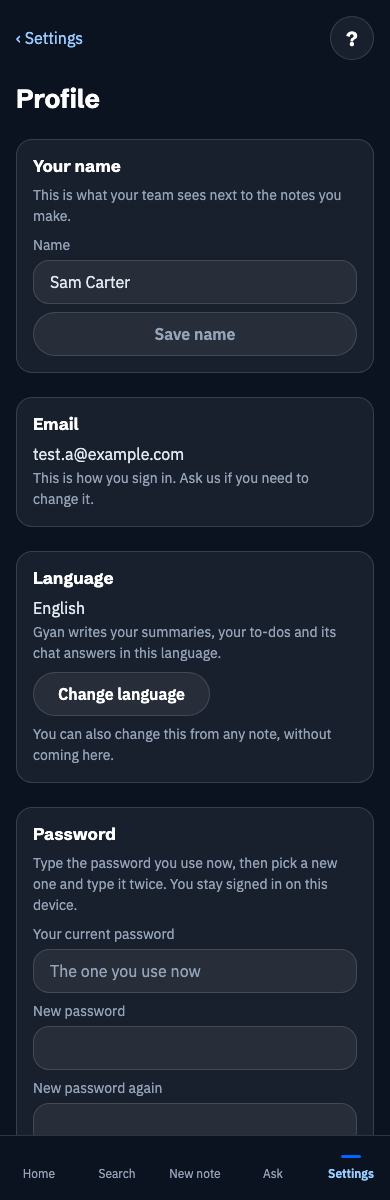 ‹ Settings
?
Profile
Your name
This is what your team sees next to the notes you
make.
Name
Sam Carter
Save name
Email
test.a@example.com
This is how you sign in. Ask us if you need to
change it.
Language
English
Gyan writes your summaries, your to-dos and its
chat answers in this language.
Change language
You can also change this from any note, without
coming here.
Password
Type the password you use now, then pick a new
one and type it twice. You stay signed in on this
device.
Your current password
The one you use now
New password
New password again
Home
Search
New note
Ask
Settings